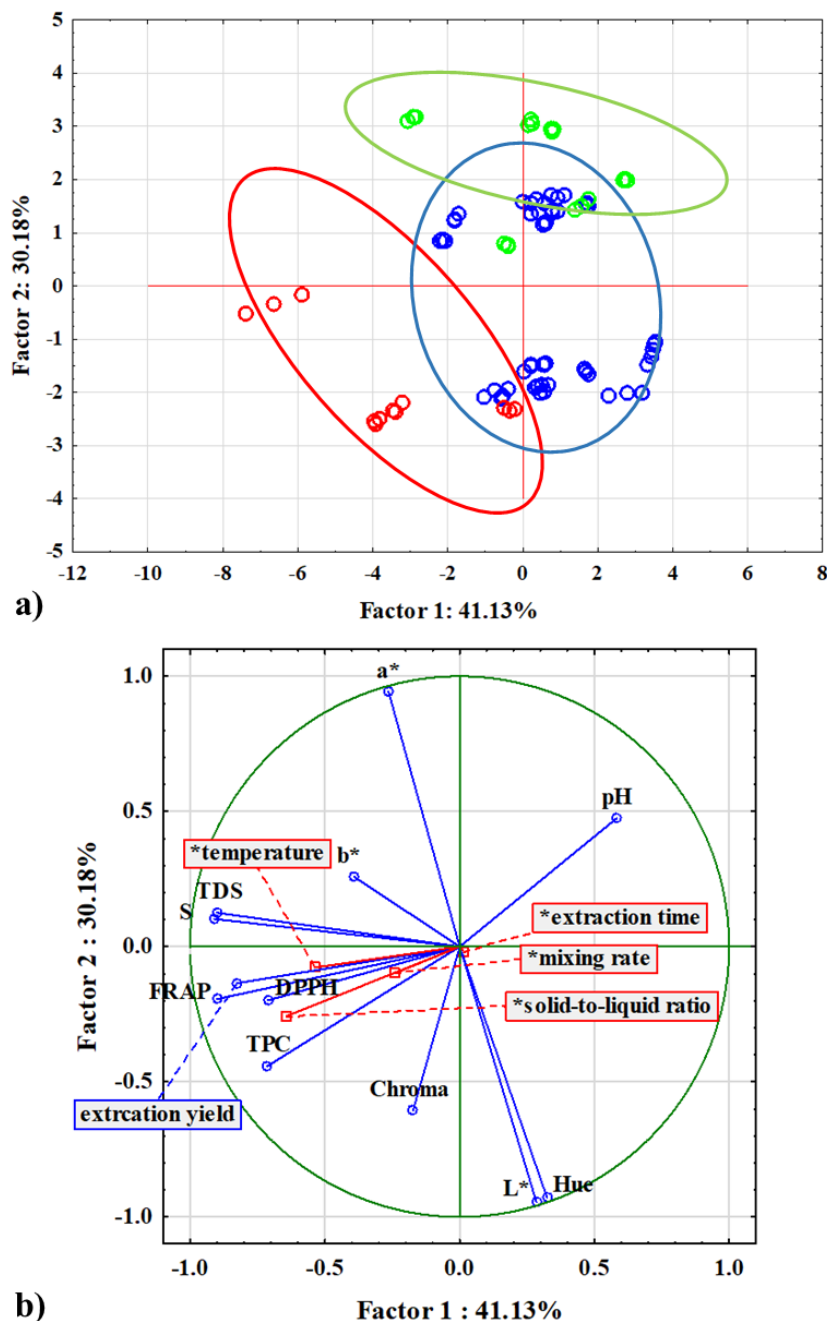 5
4
3
2
1
0
-1
-2
-3
-4
-5
Factor 2: 30.18%
-12 -10 -8 -6 -4 -2 0 2 4 6 8
Factor 1: 41.13%
a)
1.0
0.5
0.0
-0.5
-1.0
Factor 2 : 30.18%
a*
pH
*temperature
b*
TDS
S
*extraction time
*mixing rate
FRAP
DPPH
*solid-to-liquid ratio
TPC
Chroma
extrcation yield
L*
Hue
-1.0 -0.5 0.0 0.5 1.0
Factor 1 : 41.13%
b)